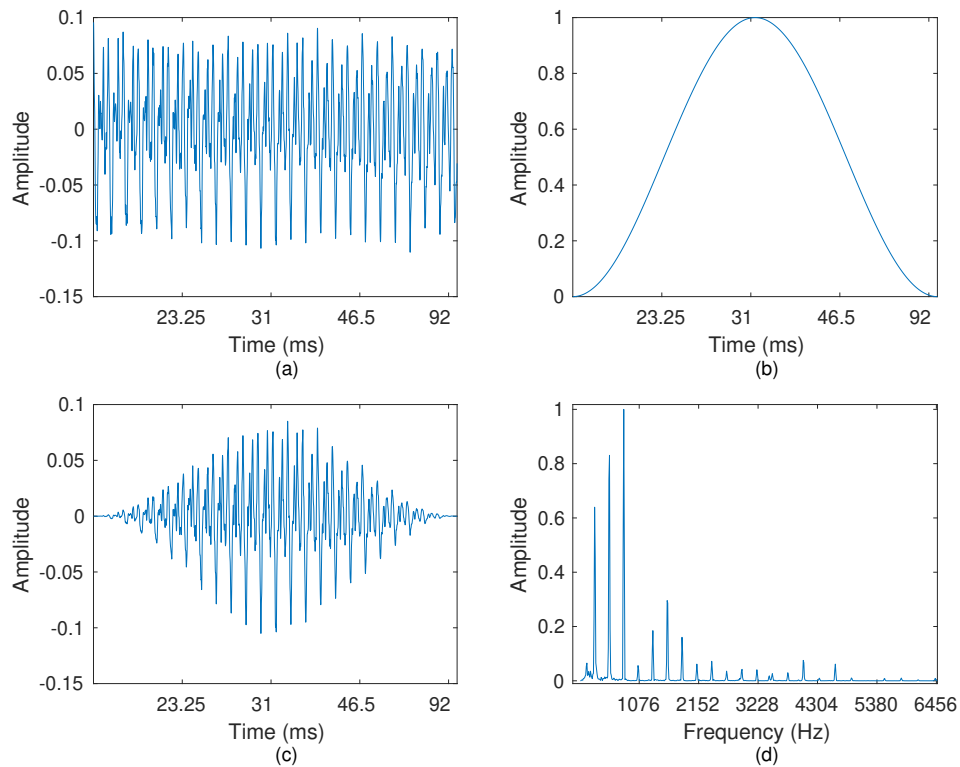 0.1
0.05
0
-0.05
-0.1
-0.15
Amplitude
23.25 31 46.5 92
Time (ms)
(a)
1
0.8
0.6
0.4
0.2
0
Amplitude
23.25 31 46.5 92
Time (ms)
(b)
0.1
0.05
0
-0.05
-0.1
-0.15
Amplitude
23.25 31 46.5 92
Time (ms)
(c)
1
0.8
0.6
0.4
0.2
0
Amplitude
1076 2152 3228 4304 5380 6456
Frequency (Hz)
(d)